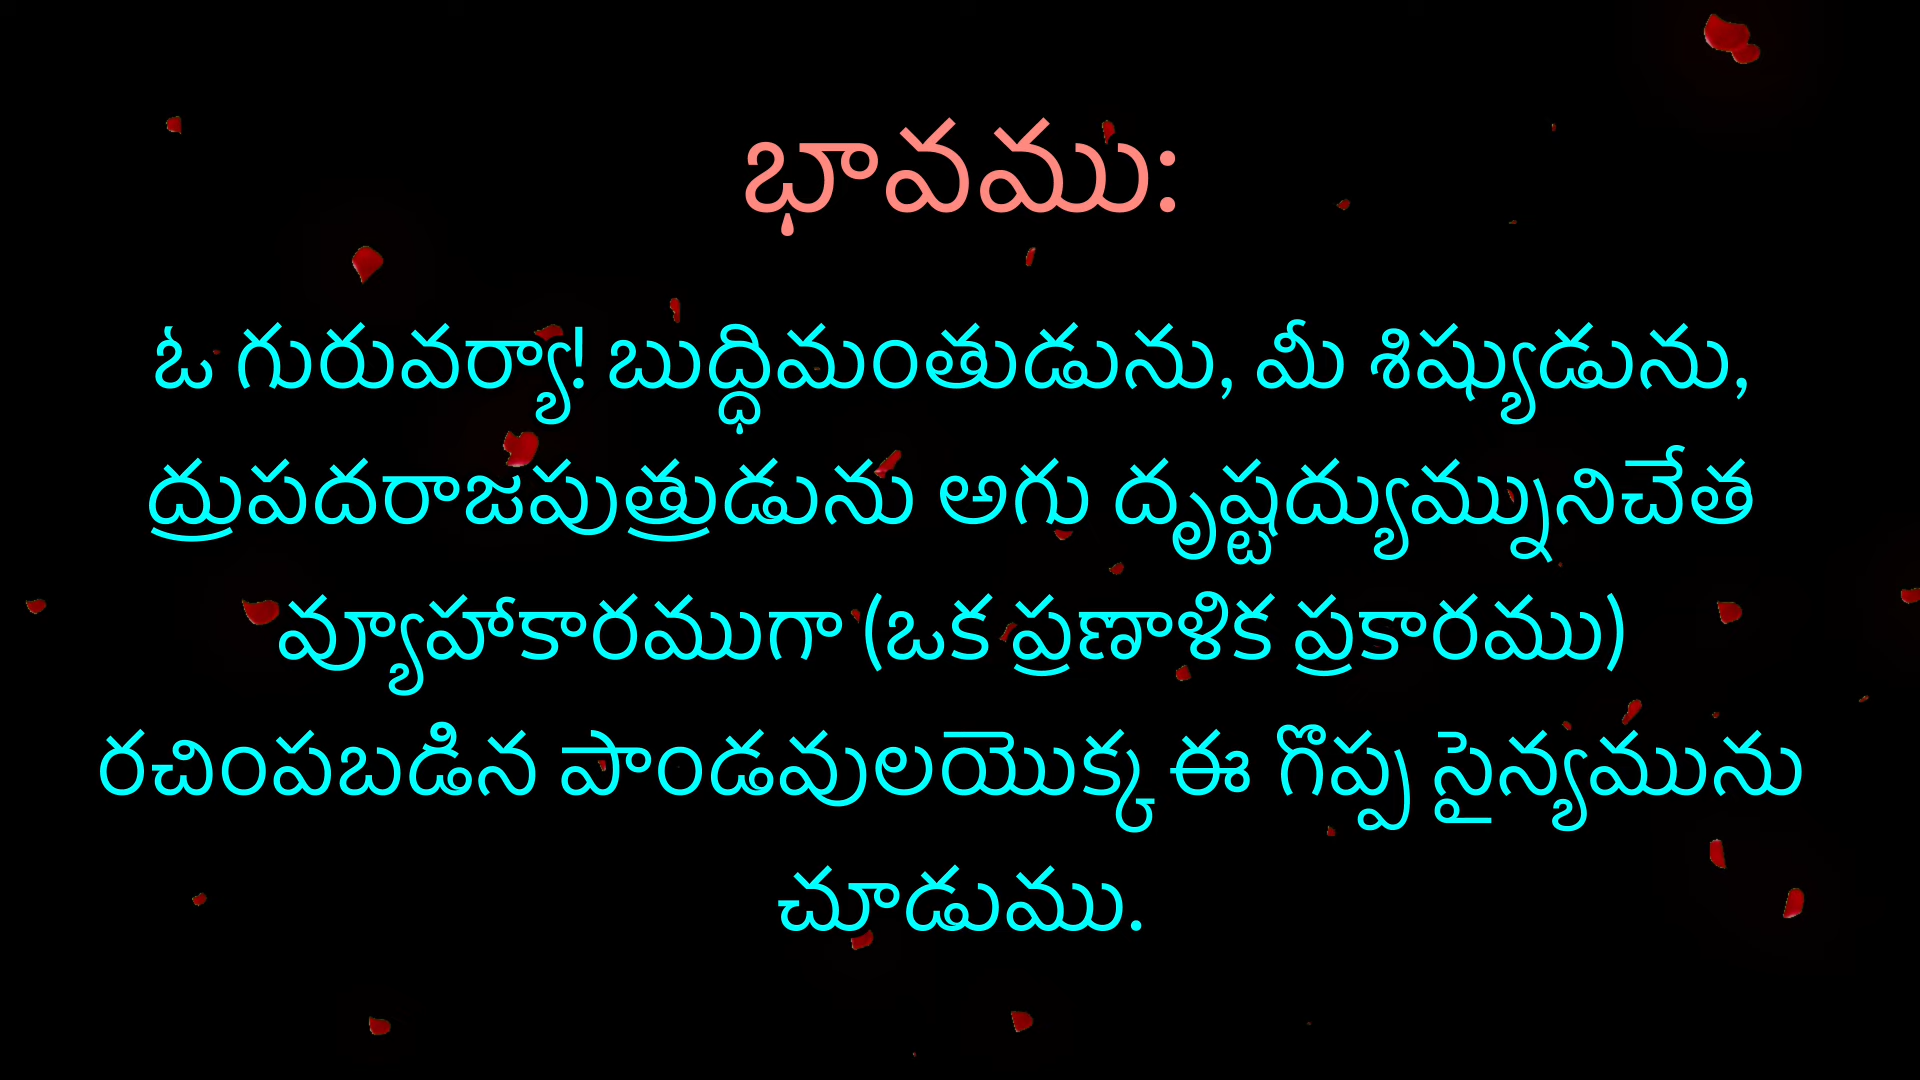 భావము:
ఓ గురువర్యా! బుద్ధిమంతుడును, మీ శిష్యుడును,
ద్రుపదరాజపుత్రుడును అగు దృష్టద్యుమ్నునిచేత
వ్యూహాకారముగా (ఒక ప్రణాళిక ప్రకారము)
రచింపబడిన పాండవులయొక్క ఈ గొప్ప సైన్యమును
చూడుము.